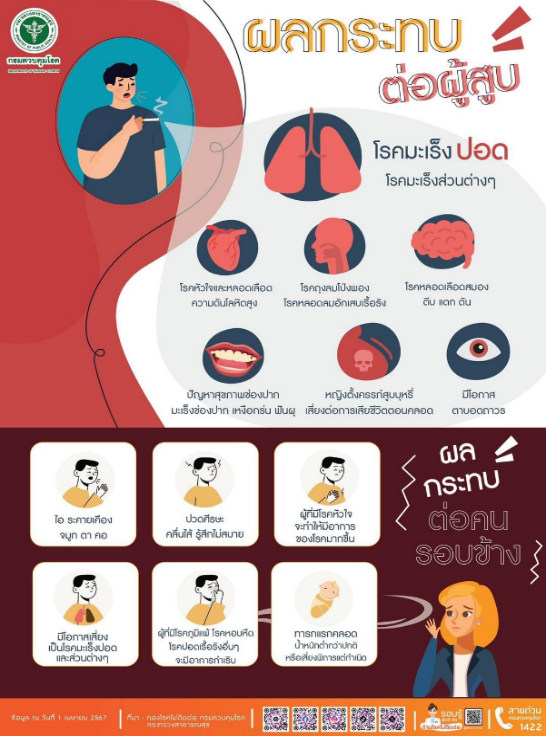 กรมควบคุมโรค
ผลกระทบ
ต่อผู้สูบ
โรคมะเร็งปอด
โรคมะเร็งส่วนต่างๆ
โรคหัวใจและหลอดเลือด
ความดันโลหิตสูง
โรคถุงลมโป่งพอง
โรคหลอดลมอักเสบเรื้อรัง
โรคหลอดเลือดสมอง
ตีบ แตก ตัน
ปัญหาสุขภาพช่องปาก
มะเร็งช่องปาก เหงือกร่น ฟันผุ
หญิงตั้งครรภ์สูบบุหรี่
เสี่ยงต่อการเสียชีวิตตอนคลอด
มีโอกาส
ตาบอดถาวร
ผล
กระทบ
ต่อคน
รอบข้าง
ไอ ระคายเคือง
จมูก ตา คอ
ปวดศีรษะ
คลื่นไส้ รู้สึกไม่สบาย
ผู้ที่มีโรคหัวใจ
จะทำให้มีอาการ
ของโรคมากขึ้น
มีโอกาสเสี่ยง
เป็นโรคมะเร็งปอด
และส่วนต่างๆ
ผู้ที่มีโรคภูมิแพ้ โรคหอบหืด
โรคปอดเรื้อรังอื่นๆ
จะมีอาการกำเริบ
ทารกแรกคลอด
น้ำหนักต่ำกว่าปกติ
หรือเสี่ยงพิการแต่กำเนิด
ข้อมูล ณ วันที่ 1 เมษายน 2567
ที่มา : กองโรคไม่ติดต่อ กรมควบคุมโรค
กระทรวงสาธารณสุข
รอบรู้
สายด่วน
กรมควบคุมโรค
1422